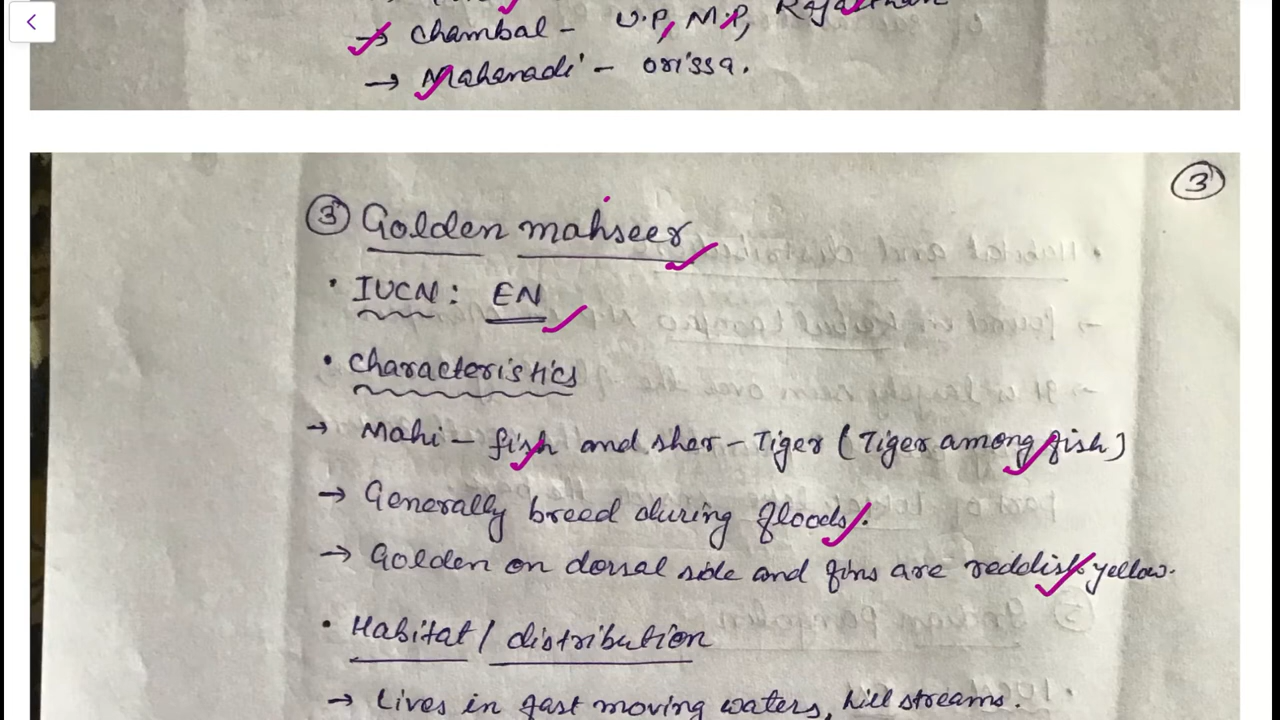 → Chambal - U.P, M.P, Rajasthan
→ Mahanadi - Orissa.
3
③ Golden mahseer
• IUCN: EN
• Characteristics
→ Mahi - fish and sher - Tiger (Tiger among fish)
→ Generally breed during floods.
→ Golden on dorsal side and fins are reddish yellow.
• Habitat / distribution
→ Lives in fast moving waters, hill streams.